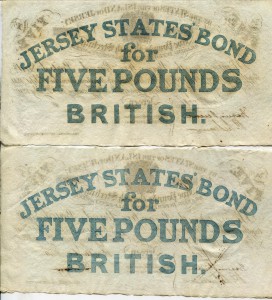 JERSEY STATES' BOND
for
FIVE POUNDS
BRITISH.
JERSEY STATES' BOND
for
FIVE POUNDS
BRITISH.